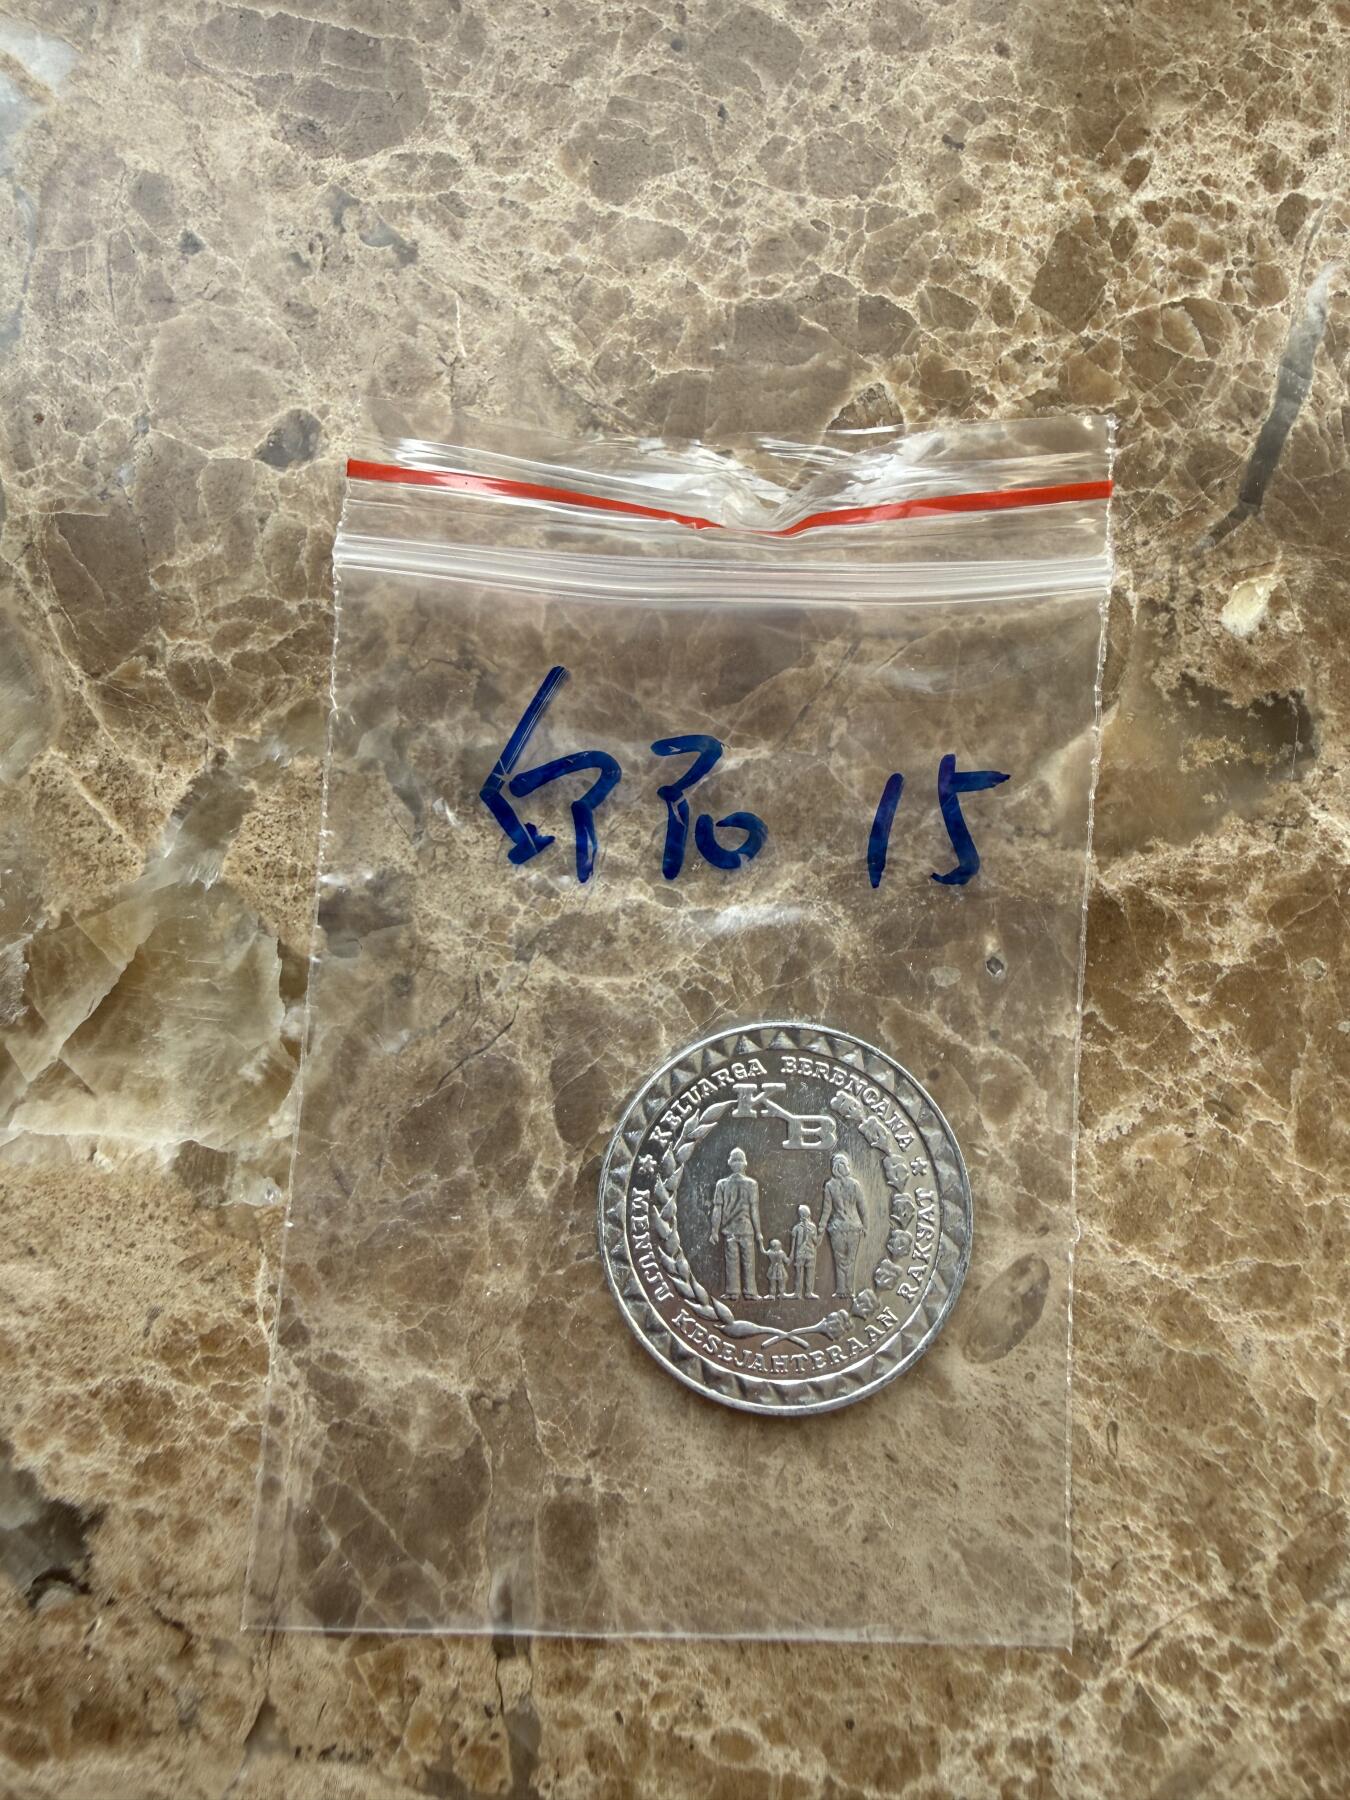 印尼 15
KELUARGA BERENCANA
KB
MENUJU KESEJAHTERAAN RAKYAT